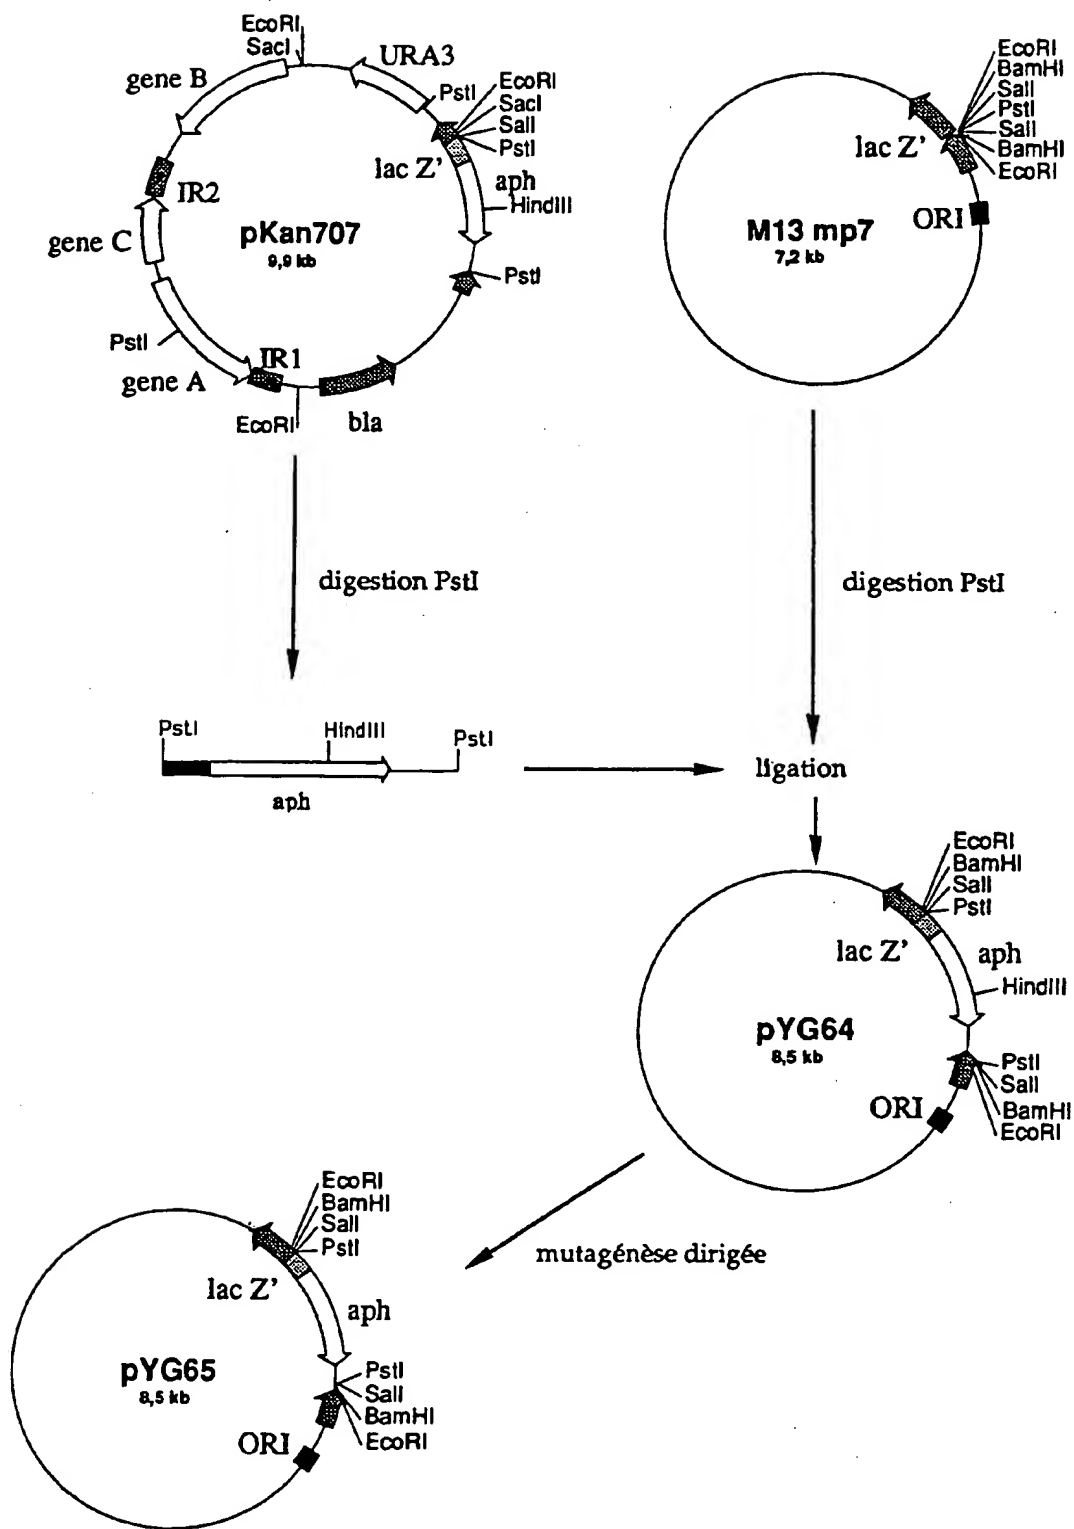 EcoRI
SacI
URA3
gene B
PstI
EcoRI
SacI
SalI
PstI
lac Z'
aph
HindIII
IR2
gene C
pKan707
9,9 kb
PstI
PstI
IR1
gene A
EcoRI
bla
EcoRI
BamHI
SalI
PstI
SalI
BamHI
EcoRI
lac Z'
ORI
M13 mp7
7,2 kb
digestion PstI
digestion PstI
PstI
HindIII
PstI
aph
ligation
EcoRI
BamHI
SalI
PstI
lac Z'
aph
HindIII
pYG64
8,5 kb
PstI
SalI
BamHI
EcoRI
ORI
mutagénèse dirigée
EcoRI
BamHI
SalI
PstI
lac Z'
aph
pYG65
8,5 kb
PstI
SalI
BamHI
EcoRI
ORI